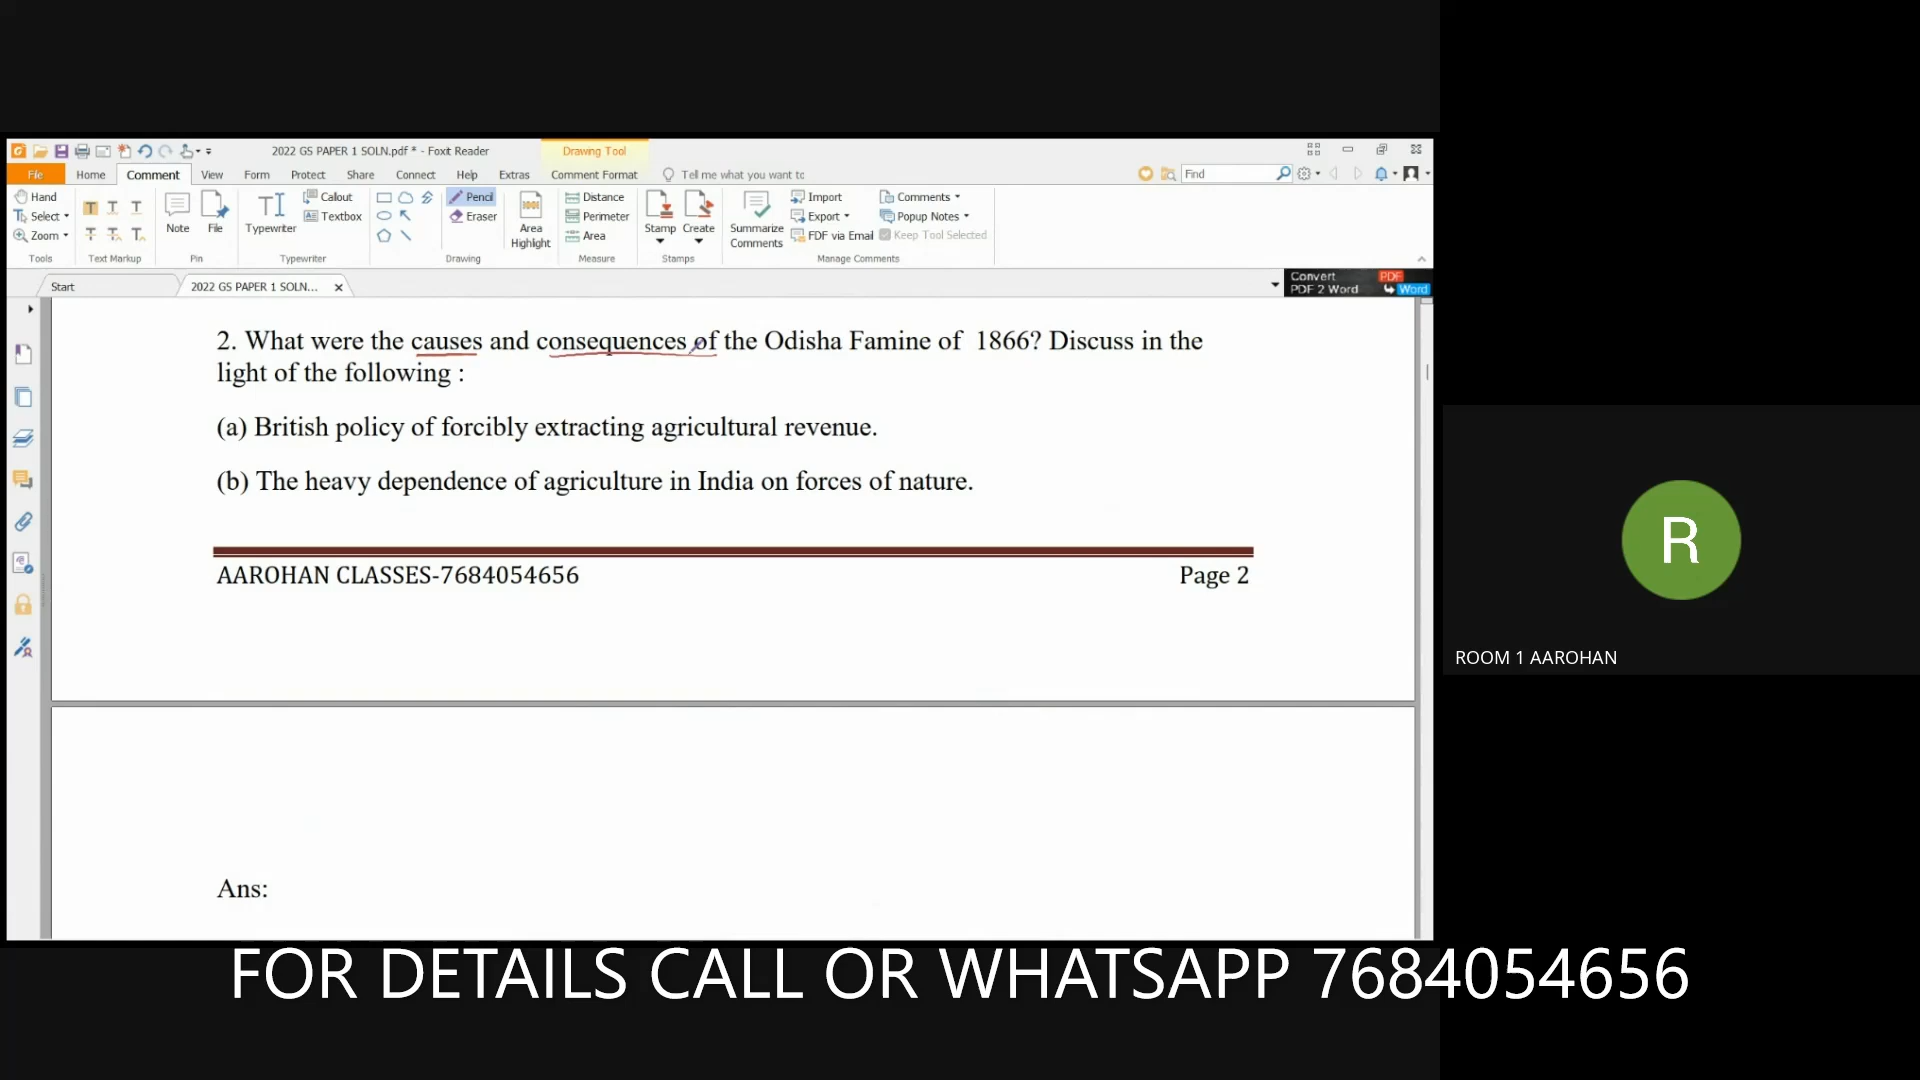 2022 GS PAPER 1 SOLN.pdf * - Foxit Reader
Drawing Tool
File Home Comment View Form Protect Share Connect Help Extras Comment Format Tell me what you want to Find
Hand
Select
Zoom
Tools
Text Markup
Note
File
Pin
Typewriter
Callout
Textbox
Typewriter
Pencil
Eraser
Drawing
Area
Highlight
Distance
Perimeter
Area
Measure
Stamp
Create
Stamps
Summarize
Comments
Import
Export
FDF via Email
Comments
Popup Notes
Keep Tool Selected
Manage Comments
Start
2022 GS PAPER 1 SOLN...
Convert PDF
PDF 2 Word Word
2. What were the causes and consequences of the Odisha Famine of 1866? Discuss in the
light of the following :
(a) British policy of forcibly extracting agricultural revenue.
(b) The heavy dependence of agriculture in India on forces of nature.
AAROHAN CLASSES-7684054656 Page 2
Ans:
R
ROOM 1 AAROHAN
FOR DETAILS CALL OR WHATSAPP 7684054656